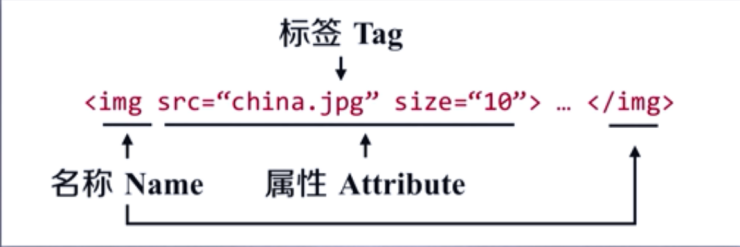 标签 Tag
<img src=“china.jpg” size=“10”> … </img>
名称 Name 属性 Attribute